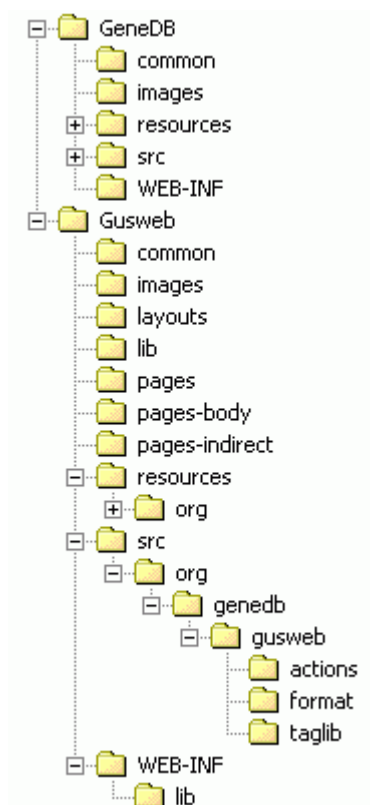 GeneDB
common
images
resources
src
WEB-INF
Gusweb
common
images
layouts
lib
pages
pages-body
pages-indirect
resources
org
src
org
genedb
gusweb
actions
format
taglib
WEB-INF
lib